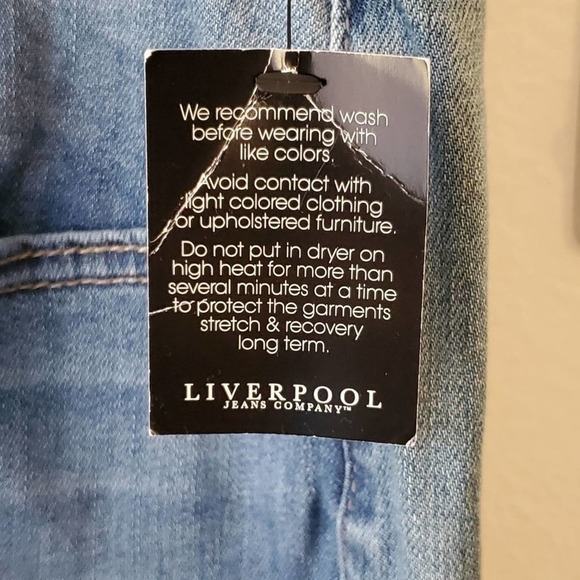 We recommend wash
before wearing with
like colors.
Avoid contact with
light colored clothing
or upholstered furniture.
Do not put in dryer on
high heat for more than
several minutes at a time
to protect the garments
stretch & recovery
long term.
LIVERPOOL
JEANS COMPANY™